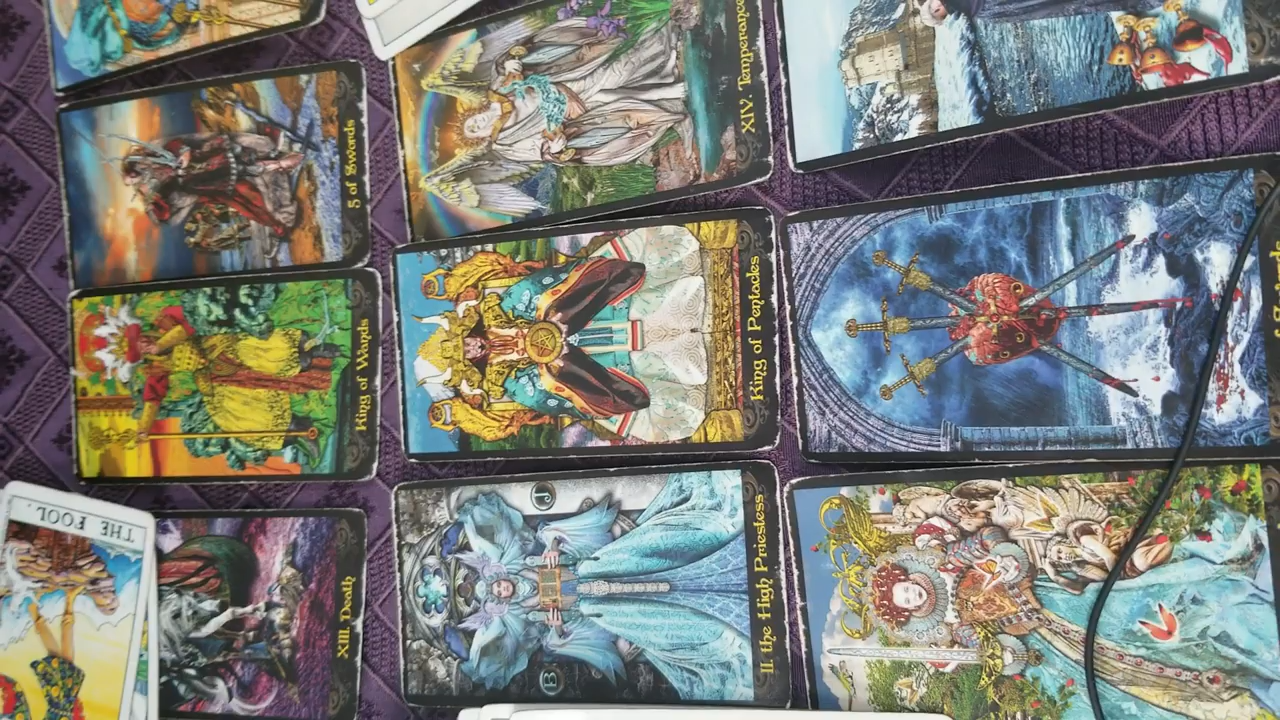 5 of Swords
XIV Temperance
King of Wands
King of Pentacles
THE FOOL.
XIII Death
II. the High Priestess
J
B